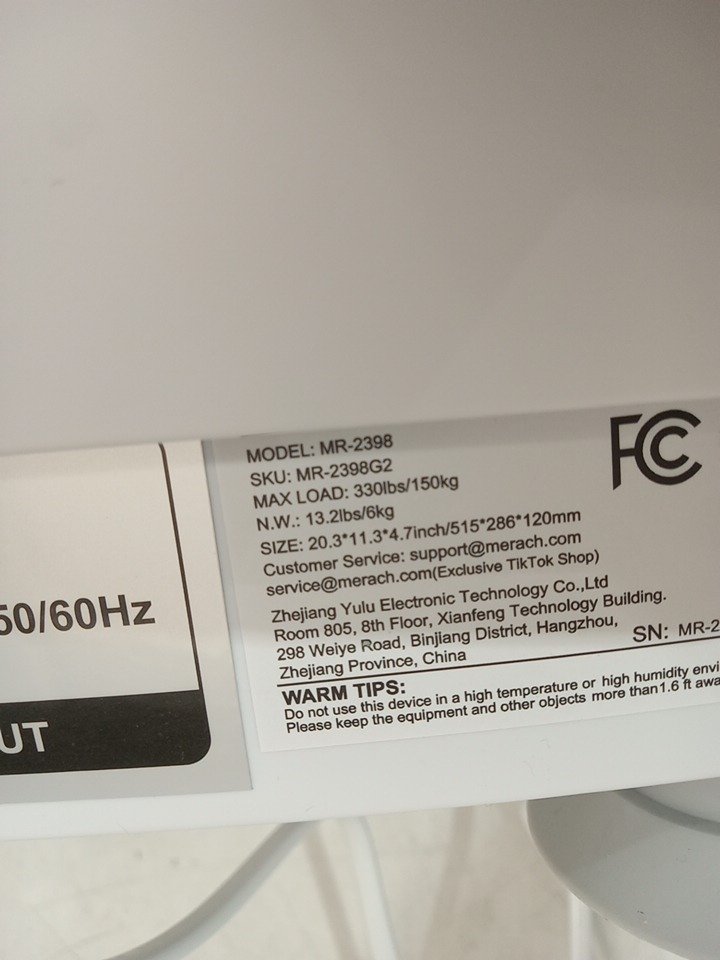 50/60Hz
UT
FC
MODEL: MR-2398
SKU: MR-2398G2
MAX LOAD: 330lbs/150kg
N.W.: 13.2lbs/6kg
SIZE: 20.3*11.3*4.7inch/515*286*120mm
Customer Service: support@merach.com
service@merach.com(Exclusive TikTok Shop)
Zhejiang Yulu Electronic Technology Co.,Ltd
Room 805, 8th Floor, Xianfeng Technology Building.
298 Weiye Road, Binjiang District, Hangzhou,
Zhejiang Province, China
SN: MR-2
WARM TIPS:
Do not use this device in a high temperature or high humidity envi
Please keep the equipment and other objects more than1.6 ft awa